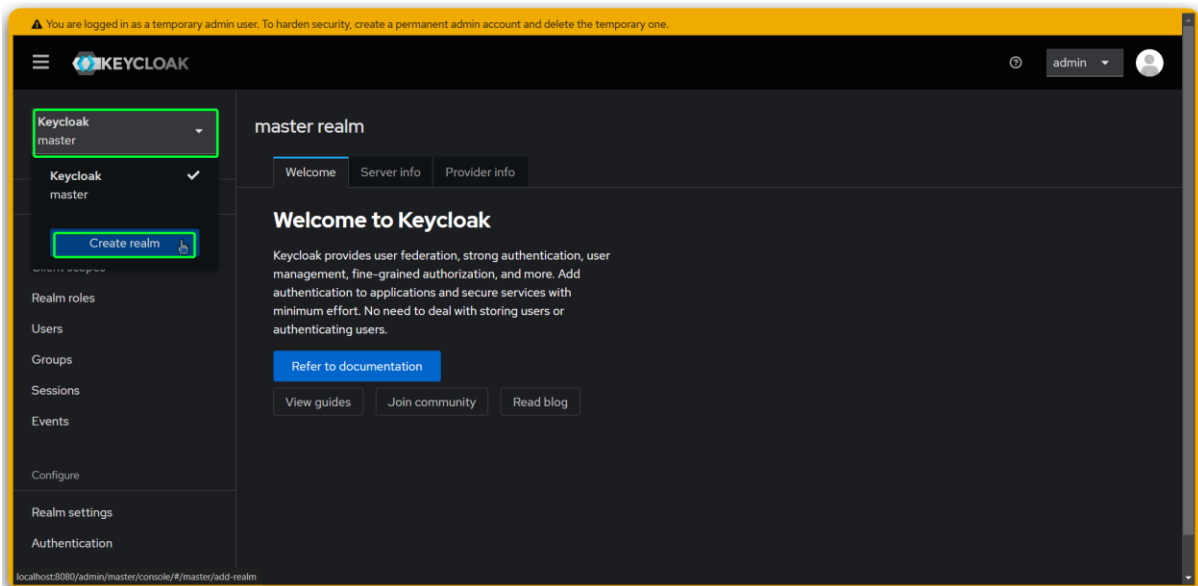 You are logged in as a temporary admin user. To harden security, create a permanent admin account and delete the temporary one.
KEYCLOAK
admin
Keycloak
master
Keycloak
master
Create realm
Client scopes
Realm roles
Users
Groups
Sessions
Events
Configure
Realm settings
Authentication
master realm
Welcome
Server info
Provider info
Welcome to Keycloak
Keycloak provides user federation, strong authentication, user
management, fine-grained authorization, and more. Add
authentication to applications and secure services with
minimum effort. No need to deal with storing users or
authenticating users.
Refer to documentation
View guides
Join community
Read blog
localhost:8080/admin/master/console/#/master/add-realm